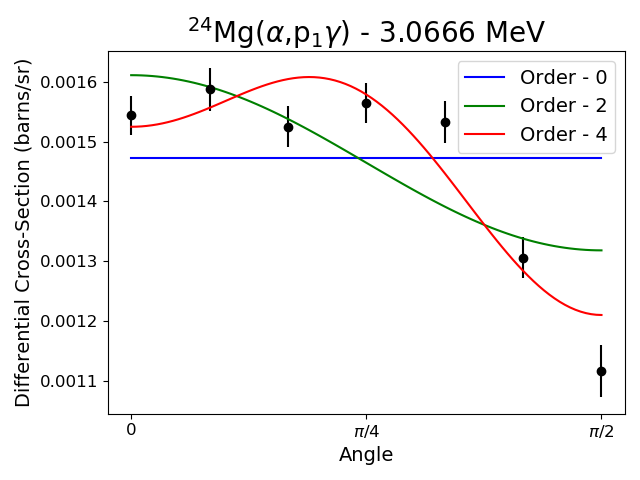 ²⁴Mg(α,p₁γ) - 3.0666 MeV
Differential Cross-Section (barns/sr)
0.0016
0.0015
0.0014
0.0013
0.0012
0.0011
Order - 0
Order - 2
Order - 4
0
π/4
π/2
Angle